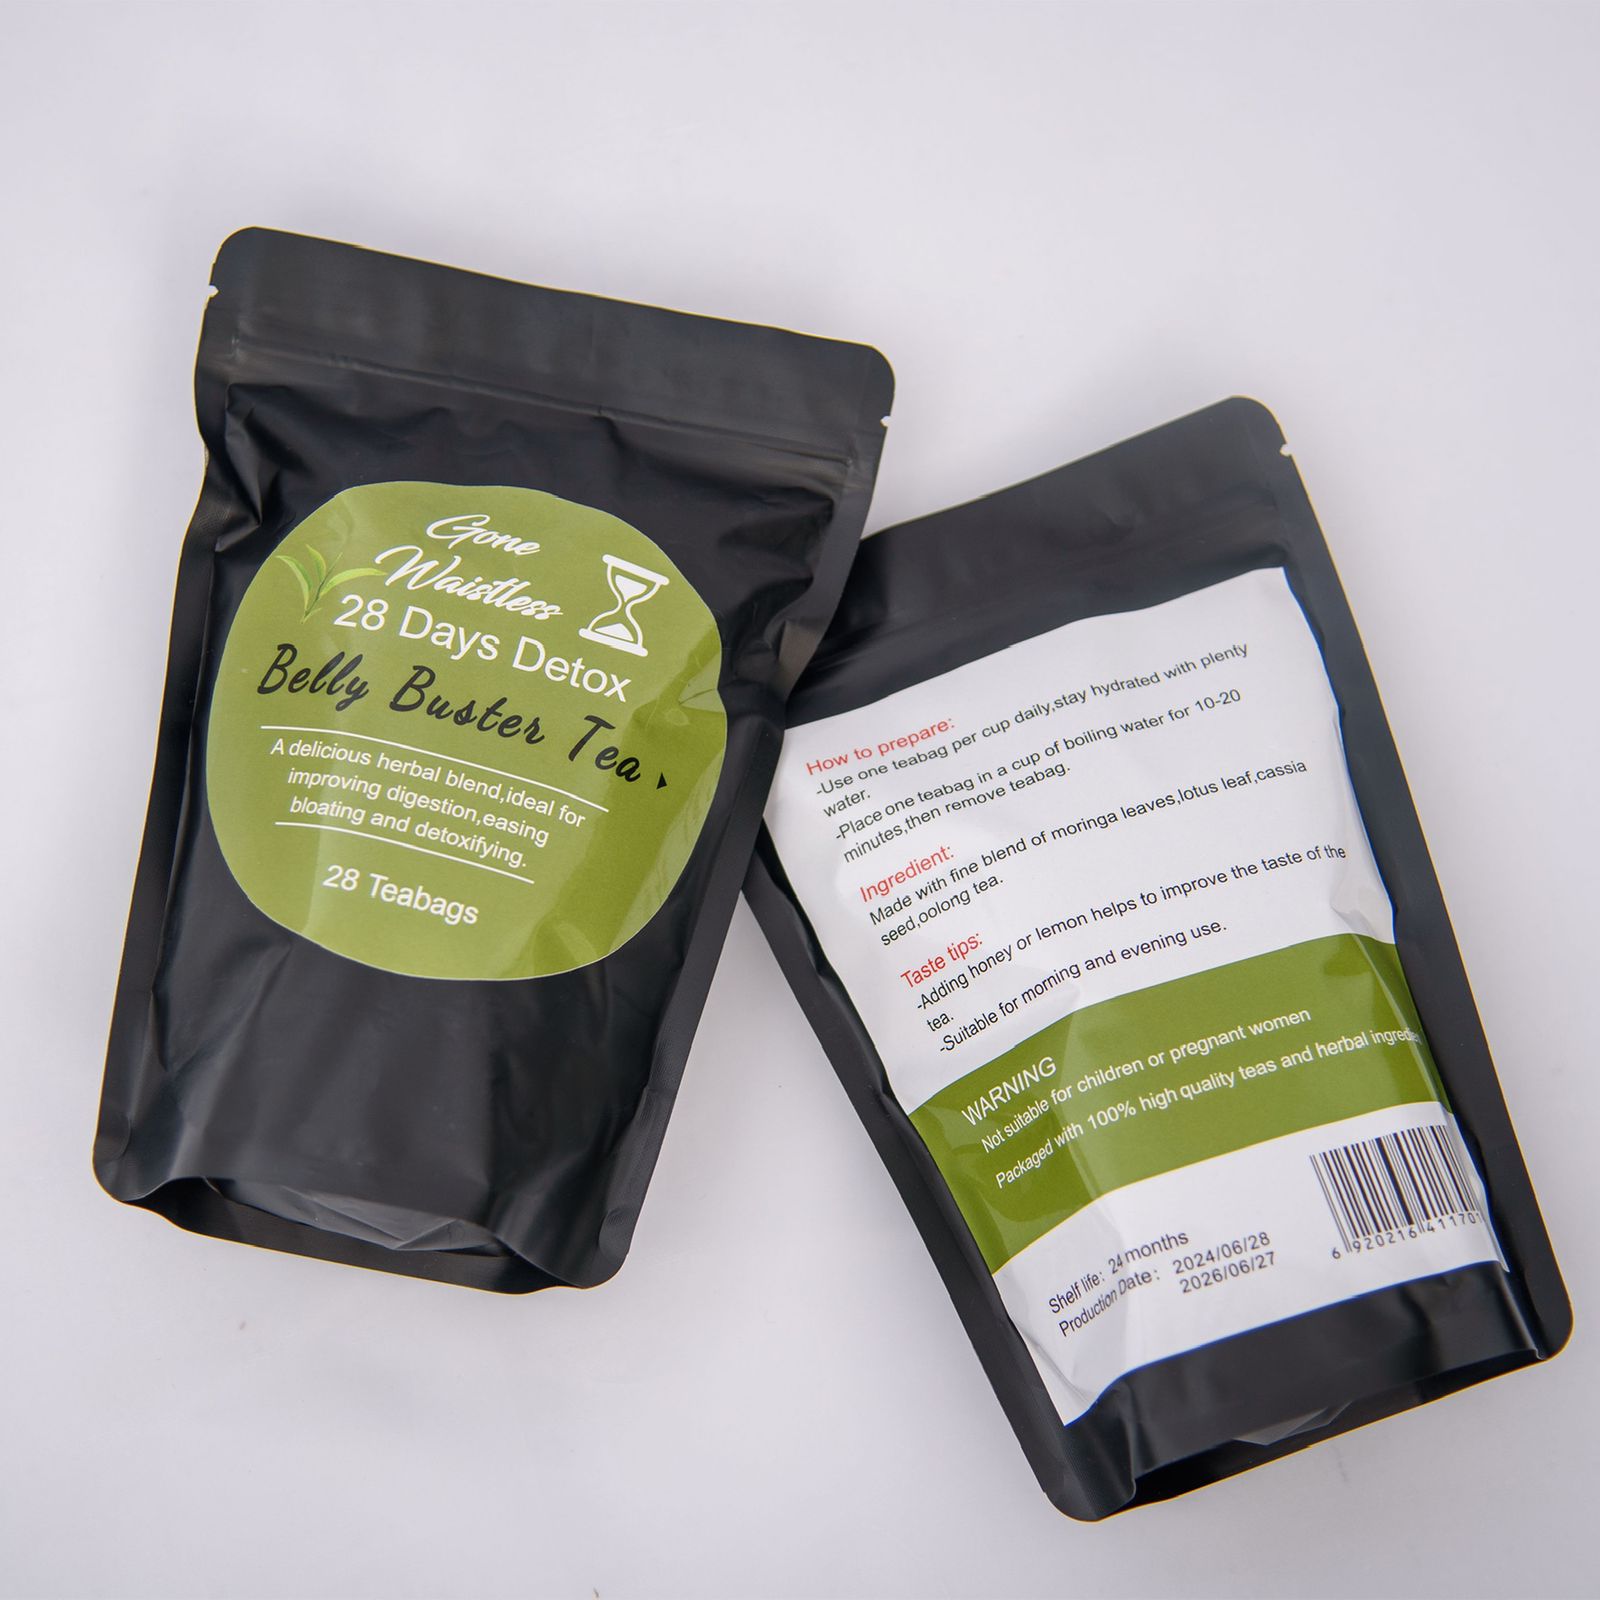 Gone
Waistless
28 Days Detox
Belly Buster Tea
A delicious herbal blend,ideal for
improving digestion,easing
bloating and detoxifying.
28 Teabags
How to prepare:
-Use one teabag per cup daily,stay hydrated with plenty
water.
-Place one teabag in a cup of boiling water for 10-20
minutes,then remove teabag.
Ingredient:
Made with fine blend of moringa leaves,lotus leaf,cassia
seed,oolong tea.
Taste tips:
-Adding honey or lemon helps to improve the taste of the
tea.
-Suitable for morning and evening use.
WARNING
Not suitable for children or pregnant women
Packaged with 100% high quality teas and herbal
Shelf life: 24 months
Production Date: 2024/06/28
2026/06/27
6 920216 411701